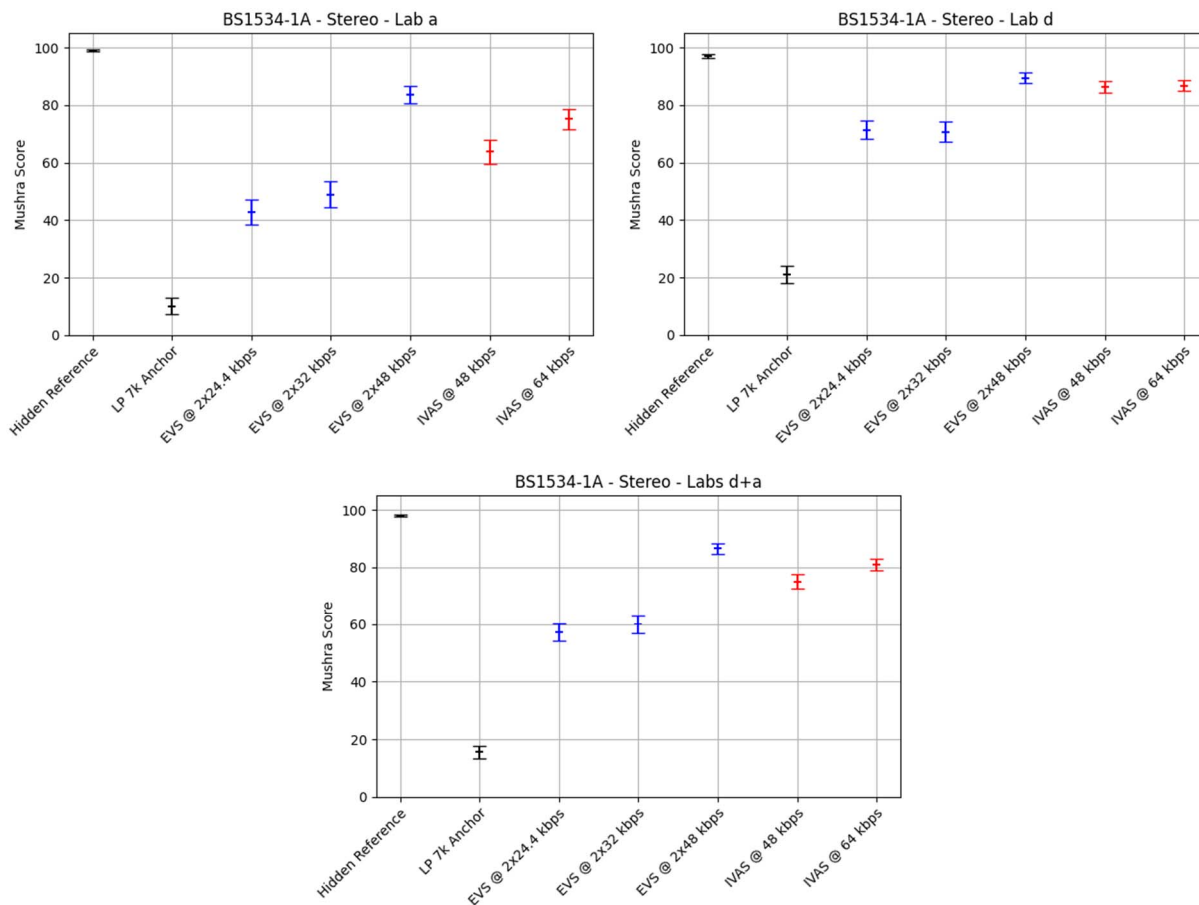 BS1534-1A - Stereo - Lab a
Mushra Score
100
80
60
40
20
0
Hidden Reference
LP 7k Anchor
EVS @ 2x24.4 kbps
EVS @ 2x32 kbps
EVS @ 2x48 kbps
IVAS @ 48 kbps
IVAS @ 64 kbps
BS1534-1A - Stereo - Lab d
Mushra Score
100
80
60
40
20
0
Hidden Reference
LP 7k Anchor
EVS @ 2x24.4 kbps
EVS @ 2x32 kbps
EVS @ 2x48 kbps
IVAS @ 48 kbps
IVAS @ 64 kbps
BS1534-1A - Stereo - Labs d+a
Mushra Score
100
80
60
40
20
0
Hidden Reference
LP 7k Anchor
EVS @ 2x24.4 kbps
EVS @ 2x32 kbps
EVS @ 2x48 kbps
IVAS @ 48 kbps
IVAS @ 64 kbps